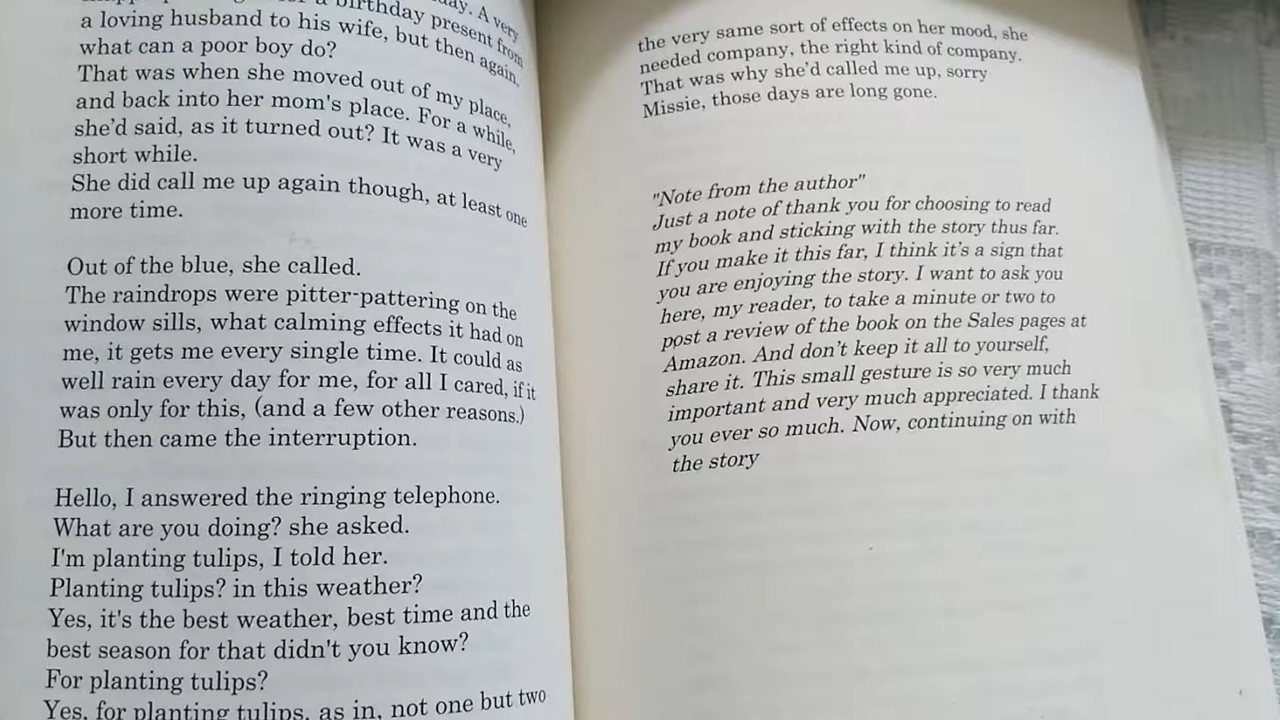 day. A very
birthday present from
a loving husband to his wife, but then again,
what can a poor boy do?
That was when she moved out of my place,
and back into her mom's place. For a while,
she'd said, as it turned out? It was a very
short while.
She did call me up again though, at least one
more time.
Out of the blue, she called.
The raindrops were pitter-pattering on the
window sills, what calming effects it had on
me, it gets me every single time. It could as
well rain every day for me, for all I cared, if it
was only for this, (and a few other reasons.)
But then came the interruption.
Hello, I answered the ringing telephone.
What are you doing? she asked.
I'm planting tulips, I told her.
Planting tulips? in this weather?
Yes, it's the best weather, best time and the
best season for that didn't you know?
For planting tulips?
Yes, for planting tulips, as in, not one but two
the very same sort of effects on her mood, she
needed company, the right kind of company.
That was why she'd called me up, sorry
Missie, those days are long gone.
"Note from the author"
Just a note of thank you for choosing to read
my book and sticking with the story thus far.
If you make it this far, I think it's a sign that
you are enjoying the story. I want to ask you
here, my reader, to take a minute or two to
post a review of the book on the Sales pages at
Amazon. And don't keep it all to yourself,
share it. This small gesture is so very much
important and very much appreciated. I thank
you ever so much. Now, continuing on with
the story